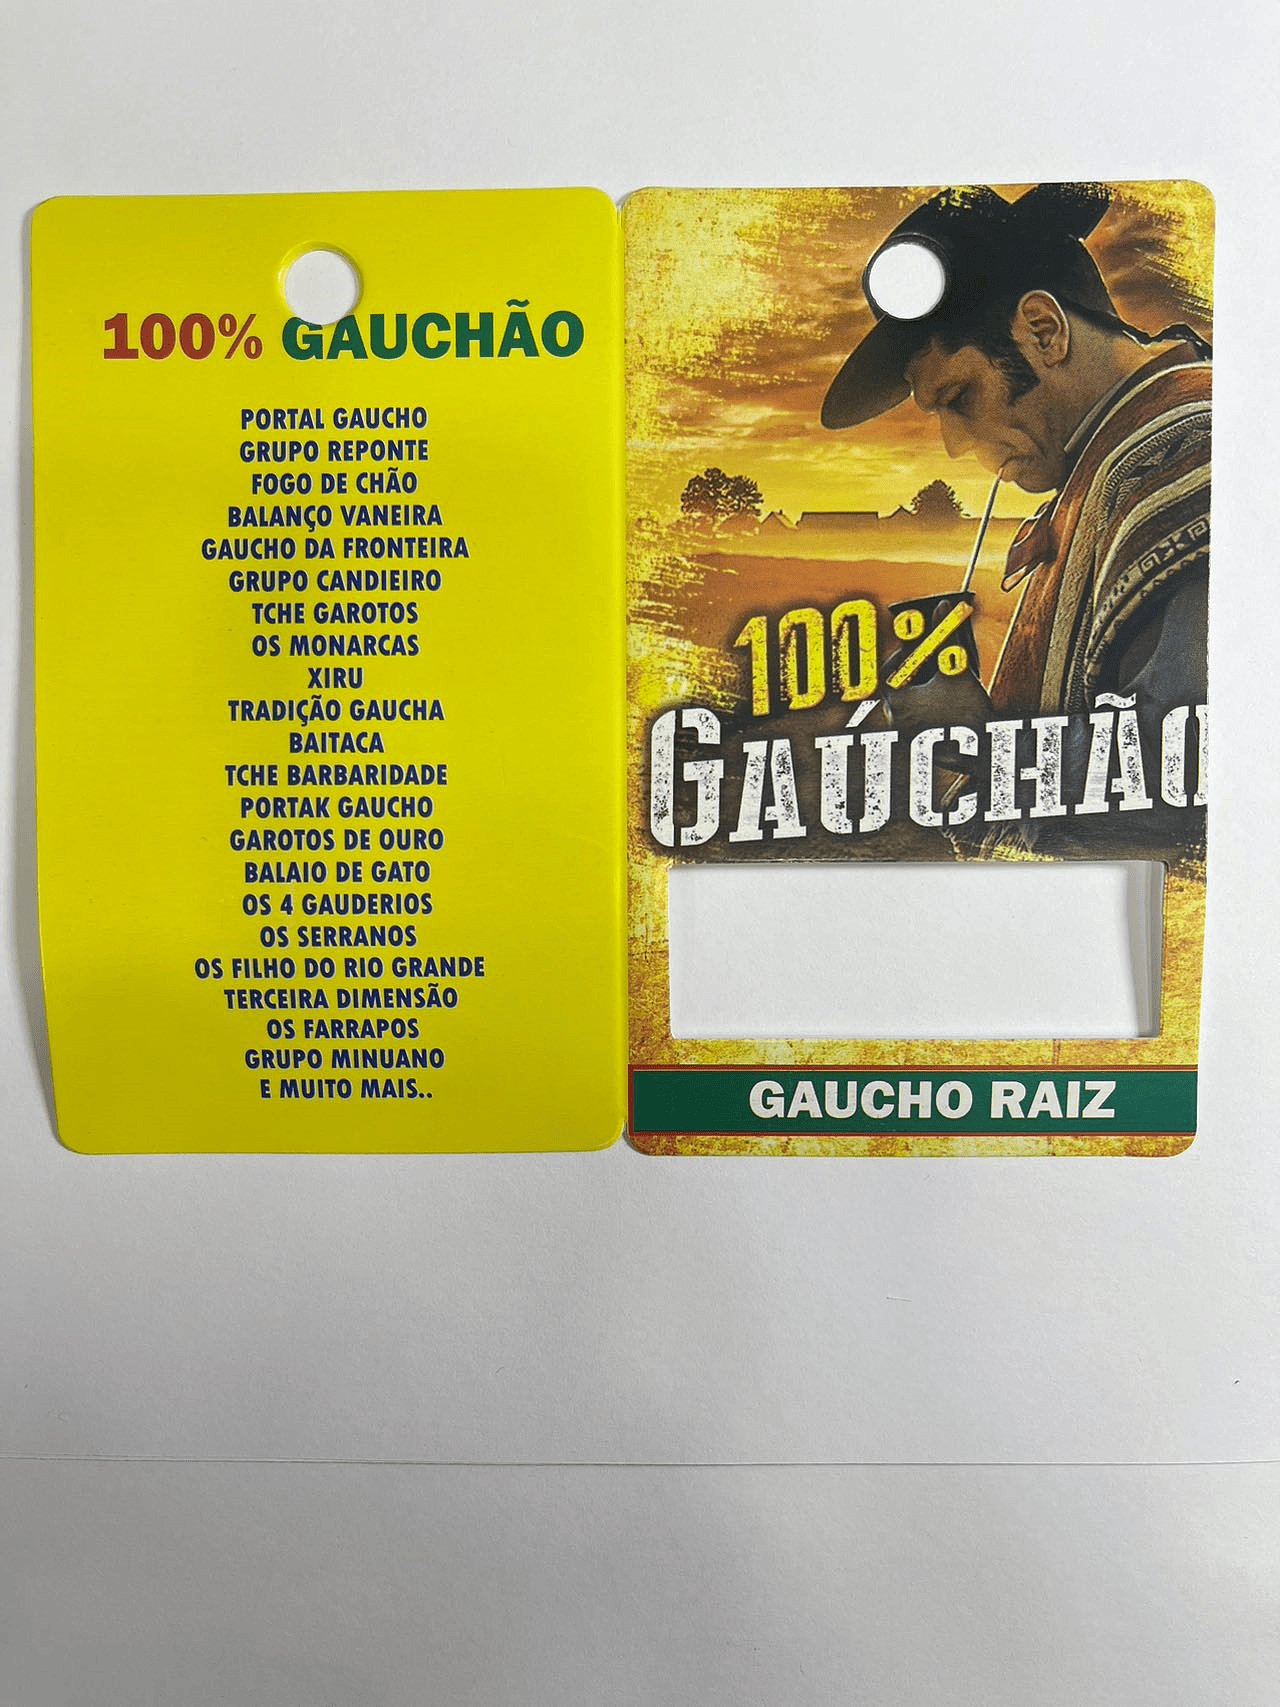 100% GAUCHÃO
PORTAL GAUCHO
GRUPO REPONTE
FOGO DE CHÃO
BALANÇO VANEIRA
GAUCHO DA FRONTEIRA
GRUPO CANDIEIRO
TCHE GAROTOS
OS MONARCAS
XIRU
TRADIÇÃO GAUCHA
BAITACA
TCHE BARBARIDADE
PORTAK GAUCHO
GAROTOS DE OURO
BALAIO DE GATO
OS 4 GAUDERIOS
OS SERRANOS
OS FILHO DO RIO GRANDE
TERCEIRA DIMENSÃO
OS FARRAPOS
GRUPO MINUANO
E MUITO MAIS..
100%
GAÚCHÃO
GAUCHO RAIZ